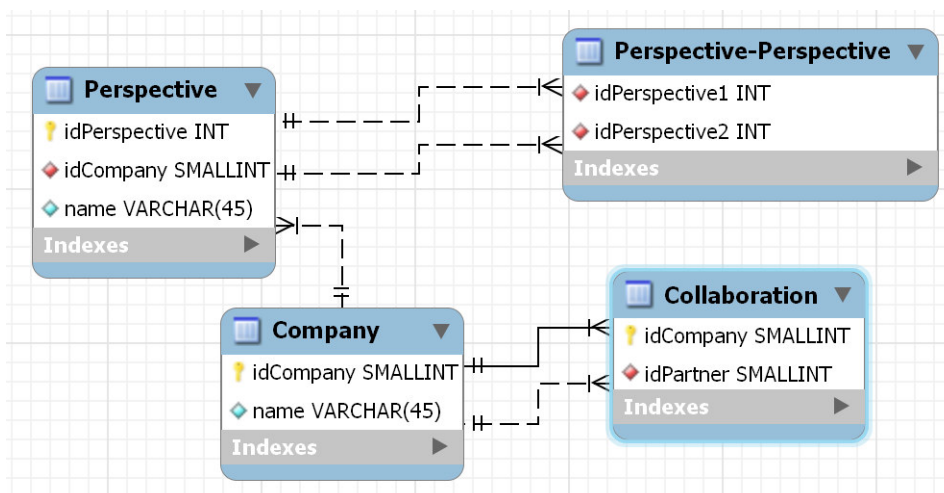 Perspective
idPerspective INT
idCompany SMALLINT
name VARCHAR(45)
Indexes
Perspective-Perspective
idPerspective1 INT
idPerspective2 INT
Indexes
Company
idCompany SMALLINT
name VARCHAR(45)
Indexes
Collaboration
idCompany SMALLINT
idPartner SMALLINT
Indexes